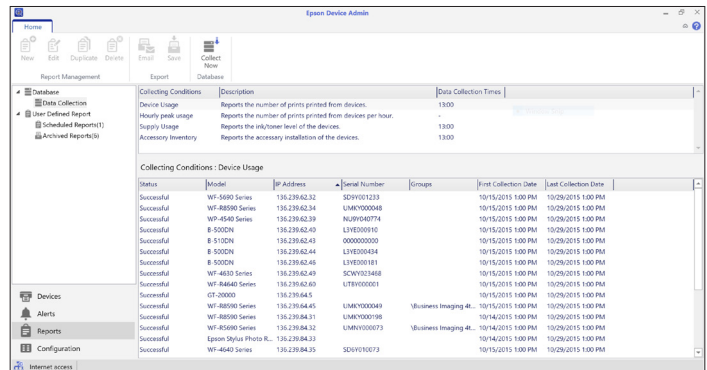 Epson Device Admin
Home
New Edit Duplicate Delete Email Save Collect Now
Report Management Export Database
Database
Data Collection
User Defined Report
Scheduled Reports(1)
Archived Reports(6)
Collecting Conditions Description Data Collection Times
Device Usage Reports the number of prints printed from devices. 13:00
Hourly peak usage Reports the number of prints printed from devices per hour. -
Supply Usage Reports the ink/toner level of the devices. 13:00
Accessory Inventory Reports the accessary installation of the devices. 13:00
Collecting Conditions : Device Usage
Status Model IP Address Serial Number Groups First Collection Date Last Collection Date
Successful WF-5690 Series 136.239.62.32 SD9Y001233 10/15/2015 1:00 PM 10/29/2015 1:00 PM
Successful WF-R8590 Series 136.239.62.34 UMKY000048 10/15/2015 1:00 PM 10/29/2015 1:00 PM
Successful WP-4540 Series 136.239.62.39 NU9Y040774 10/15/2015 1:00 PM 10/29/2015 1:00 PM
Successful B-500DN 136.239.62.40 L3YE000910 10/15/2015 1:00 PM 10/29/2015 1:00 PM
Successful B-510DN 136.239.62.43 0000000000 10/15/2015 1:00 PM 10/29/2015 1:00 PM
Successful B-500DN 136.239.62.44 L3YE000434 10/15/2015 1:00 PM 10/29/2015 1:00 PM
Successful B-500DN 136.239.62.46 L3YE000181 10/15/2015 1:00 PM 10/29/2015 1:00 PM
Successful WF-4630 Series 136.239.62.49 SCWY023468 10/15/2015 1:00 PM 10/29/2015 1:00 PM
Successful WF-R4640 Series 136.239.62.60 UTBY000001 10/15/2015 1:00 PM 10/29/2015 1:00 PM
Successful GT-20000 136.239.64.5 10/15/2015 1:00 PM 10/29/2015 1:00 PM
Successful WF-R8590 Series 136.239.64.45 UMKY000049 \Business Imaging 4t... 10/15/2015 1:00 PM 10/29/2015 1:00 PM
Successful WF-R8590 Series 136.239.84.31 UMKY000198 10/14/2015 1:00 PM 10/29/2015 1:00 PM
Successful WF-R5690 Series 136.239.84.32 UMNY000073 \Business Imaging 4t... 10/14/2015 1:00 PM 10/29/2015 1:00 PM
Successful Epson Stylus Photo R... 136.239.84.33 10/14/2015 1:00 PM 10/29/2015 1:00 PM
Successful WF-4640 Series 136.239.84.35 SD6Y010073 10/15/2015 1:00 PM 10/29/2015 1:00 PM
Devices
Alerts
Reports
Configuration
Internet access